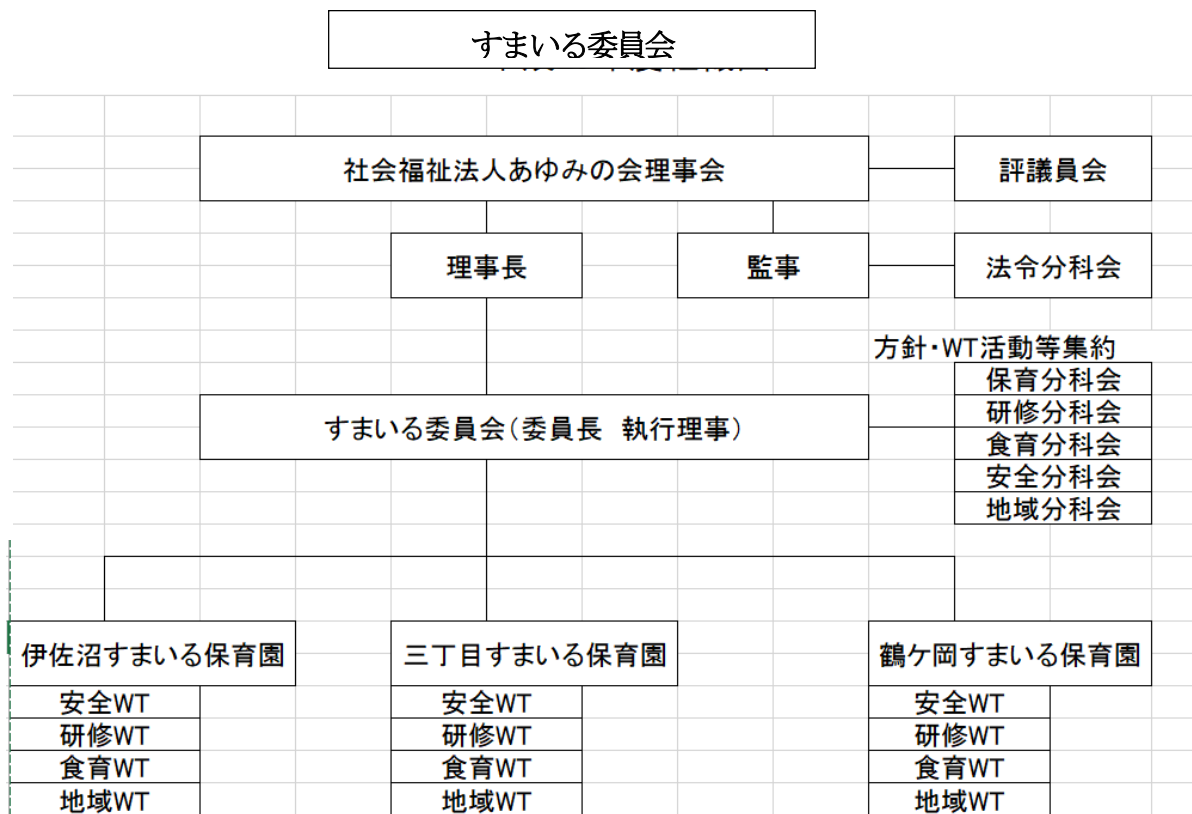 すまいる委員会
社会福祉法人あゆみの会理事会
評議員会
理事長
監事
法令分科会
方針・WT活動等集約
保育分科会
研修分科会
食育分科会
安全分科会
地域分科会
すまいる委員会（委員長　執行理事）
伊佐沼すまいる保育園
三丁目すまいる保育園
鶴ケ岡すまいる保育園
安全WT
安全WT
安全WT
研修WT
研修WT
研修WT
食育WT
食育WT
食育WT
地域WT
地域WT
地域WT